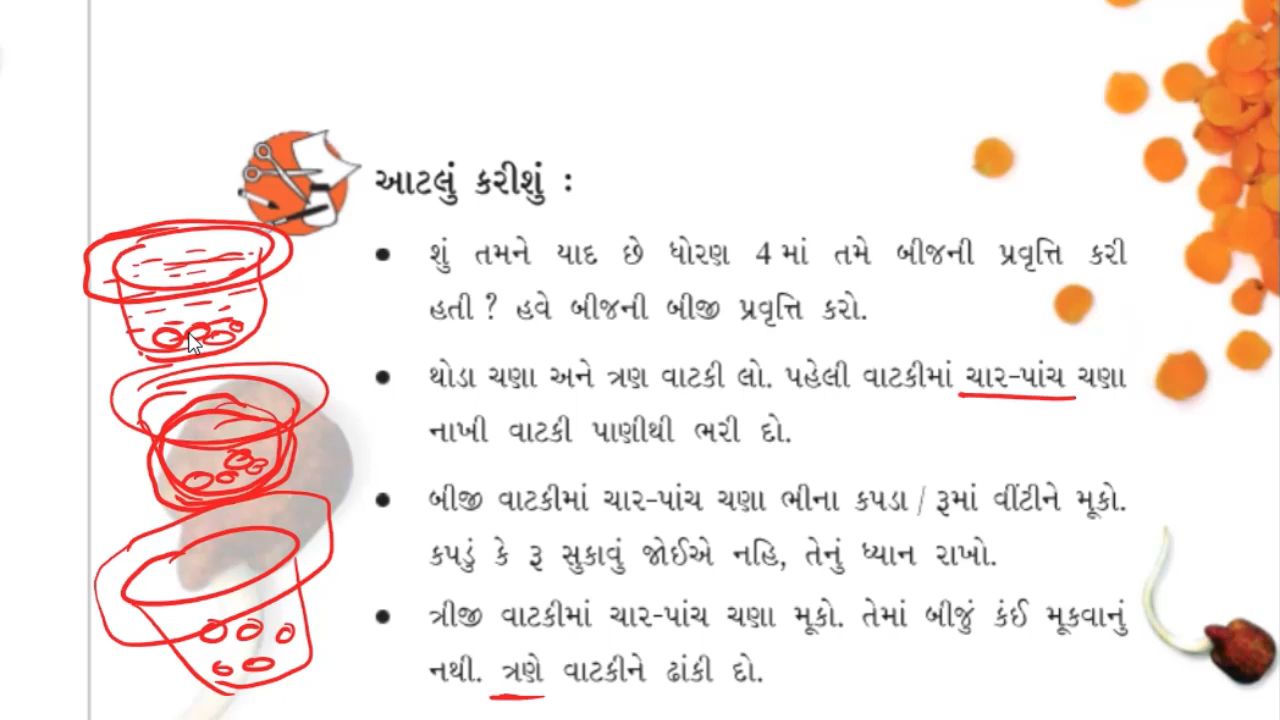 આટલું કરીશું :
• શું તમને યાદ છે ધોરણ 4 માં તમે બીજની પ્રવૃત્તિ કરી
હતી ? હવે બીજની બીજી પ્રવૃત્તિ કરો.
• થોડા ચણા અને ત્રણ વાટકી લો. પહેલી વાટકીમાં ચાર-પાંચ ચણા
નાખી વાટકી પાણીથી ભરી દો.
• બીજી વાટકીમાં ચાર-પાંચ ચણા ભીના કપડા / રૂમાં વીંટીને મૂકો.
કપડું કે રૂ સુકાવું જોઈએ નહિ, તેનું ધ્યાન રાખો.
• ત્રીજી વાટકીમાં ચાર-પાંચ ચણા મૂકો. તેમાં બીજું કંઈ મૂકવાનું
નથી. ત્રણે વાટકીને ઢાંકી દો.